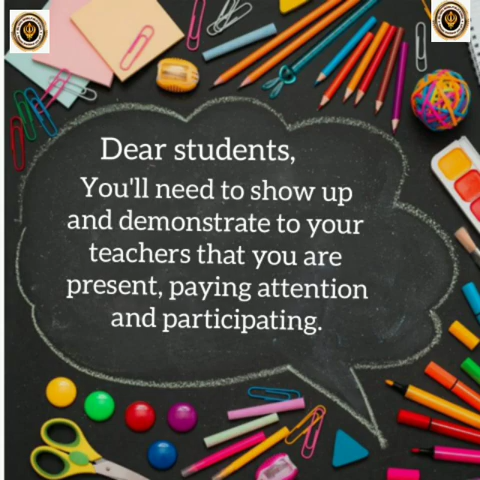 Dear students,
You'll need to show up
and demonstrate to your
teachers that you are
present, paying attention
and participating.